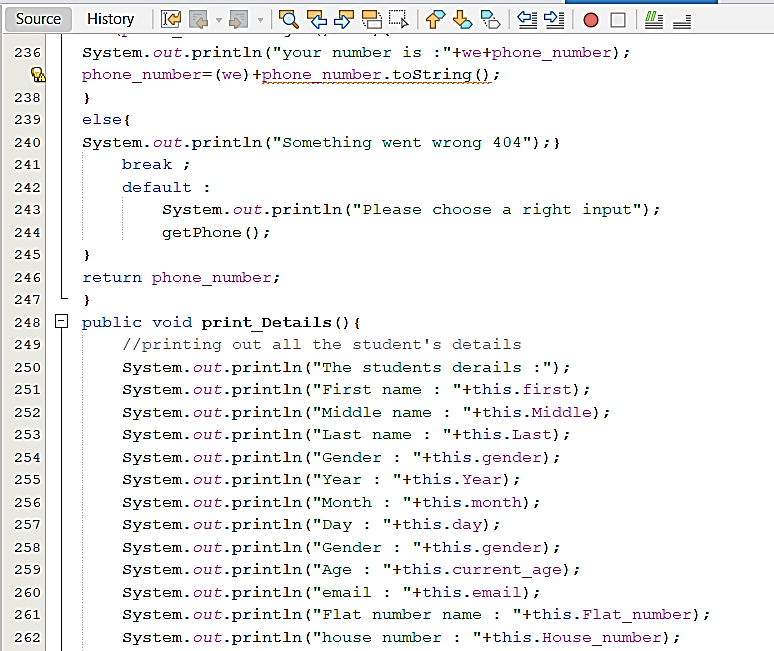 Source History
236 System.out.println("your number is :"+we+phone_number);
phone_number=(we)+phone_number.toString();
238 }
239 else{
240 System.out.println("Something went wrong 404");}
241 break ;
242 default :
243 System.out.println("Please choose a right input");
244 getPhone();
245 }
246 return phone_number;
247 }
248 public void print_Details(){
249 //printing out all the student's details
250 System.out.println("The students derails :");
251 System.out.println("First name : "+this.first);
252 System.out.println("Middle name : "+this.Middle);
253 System.out.println("Last name : "+this.Last);
254 System.out.println("Gender : "+this.gender);
255 System.out.println("Year : "+this.Year);
256 System.out.println("Month : "+this.month);
257 System.out.println("Day : "+this.day);
258 System.out.println("Gender : "+this.gender);
259 System.out.println("Age : "+this.current_age);
260 System.out.println("email : "+this.email);
261 System.out.println("Flat number name : "+this.Flat_number);
262 System.out.println("house number : "+this.House_number);